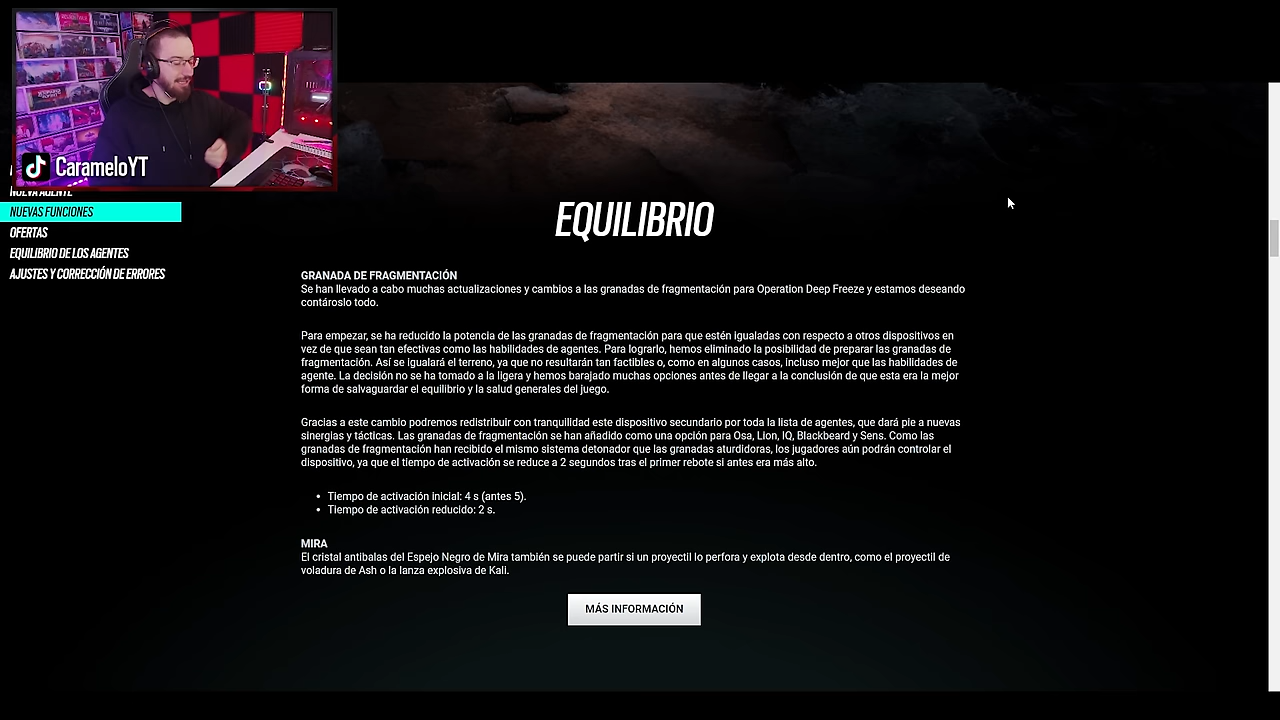 CarameloYT
NUEVA AGENTE
NUEVAS FUNCIONES
OFERTAS
EQUILIBRIO DE LOS AGENTES
AJUSTES Y CORRECCIÓN DE ERRORES
EQUILIBRIO
GRANADA DE FRAGMENTACIÓN
Se han llevado a cabo muchas actualizaciones y cambios a las granadas de fragmentación para Operation Deep Freeze y estamos deseando
contároslo todo.
Para empezar, se ha reducido la potencia de las granadas de fragmentación para que estén igualadas con respecto a otros dispositivos en
vez de que sean tan efectivas como las habilidades de agentes. Para lograrlo, hemos eliminado la posibilidad de preparar las granadas de
fragmentación. Así se igualará el terreno, ya que no resultarán tan factibles o, como en algunos casos, incluso mejor que las habilidades de
agente. La decisión no se ha tomado a la ligera y hemos barajado muchas opciones antes de llegar a la conclusión de que esta era la mejor
forma de salvaguardar el equilibrio y la salud generales del juego.
Gracias a este cambio podremos redistribuir con tranquilidad este dispositivo secundario por toda la lista de agentes, que dará pie a nuevas
sinergias y tácticas. Las granadas de fragmentación se han añadido como una opción para Osa, Lion, IQ, Blackbeard y Sens. Como las
granadas de fragmentación han recibido el mismo sistema detonador que las granadas aturdidoras, los jugadores aún podrán controlar el
dispositivo, ya que el tiempo de activación se reduce a 2 segundos tras el primer rebote si antes era más alto.
• Tiempo de activación inicial: 4 s (antes 5).
• Tiempo de activación reducido: 2 s.
MIRA
El cristal antibalas del Espejo Negro de Mira también se puede partir si un proyectil lo perfora y explota desde dentro, como el proyectil de
voladura de Ash o la lanza explosiva de Kali.
MÁS INFORMACIÓN